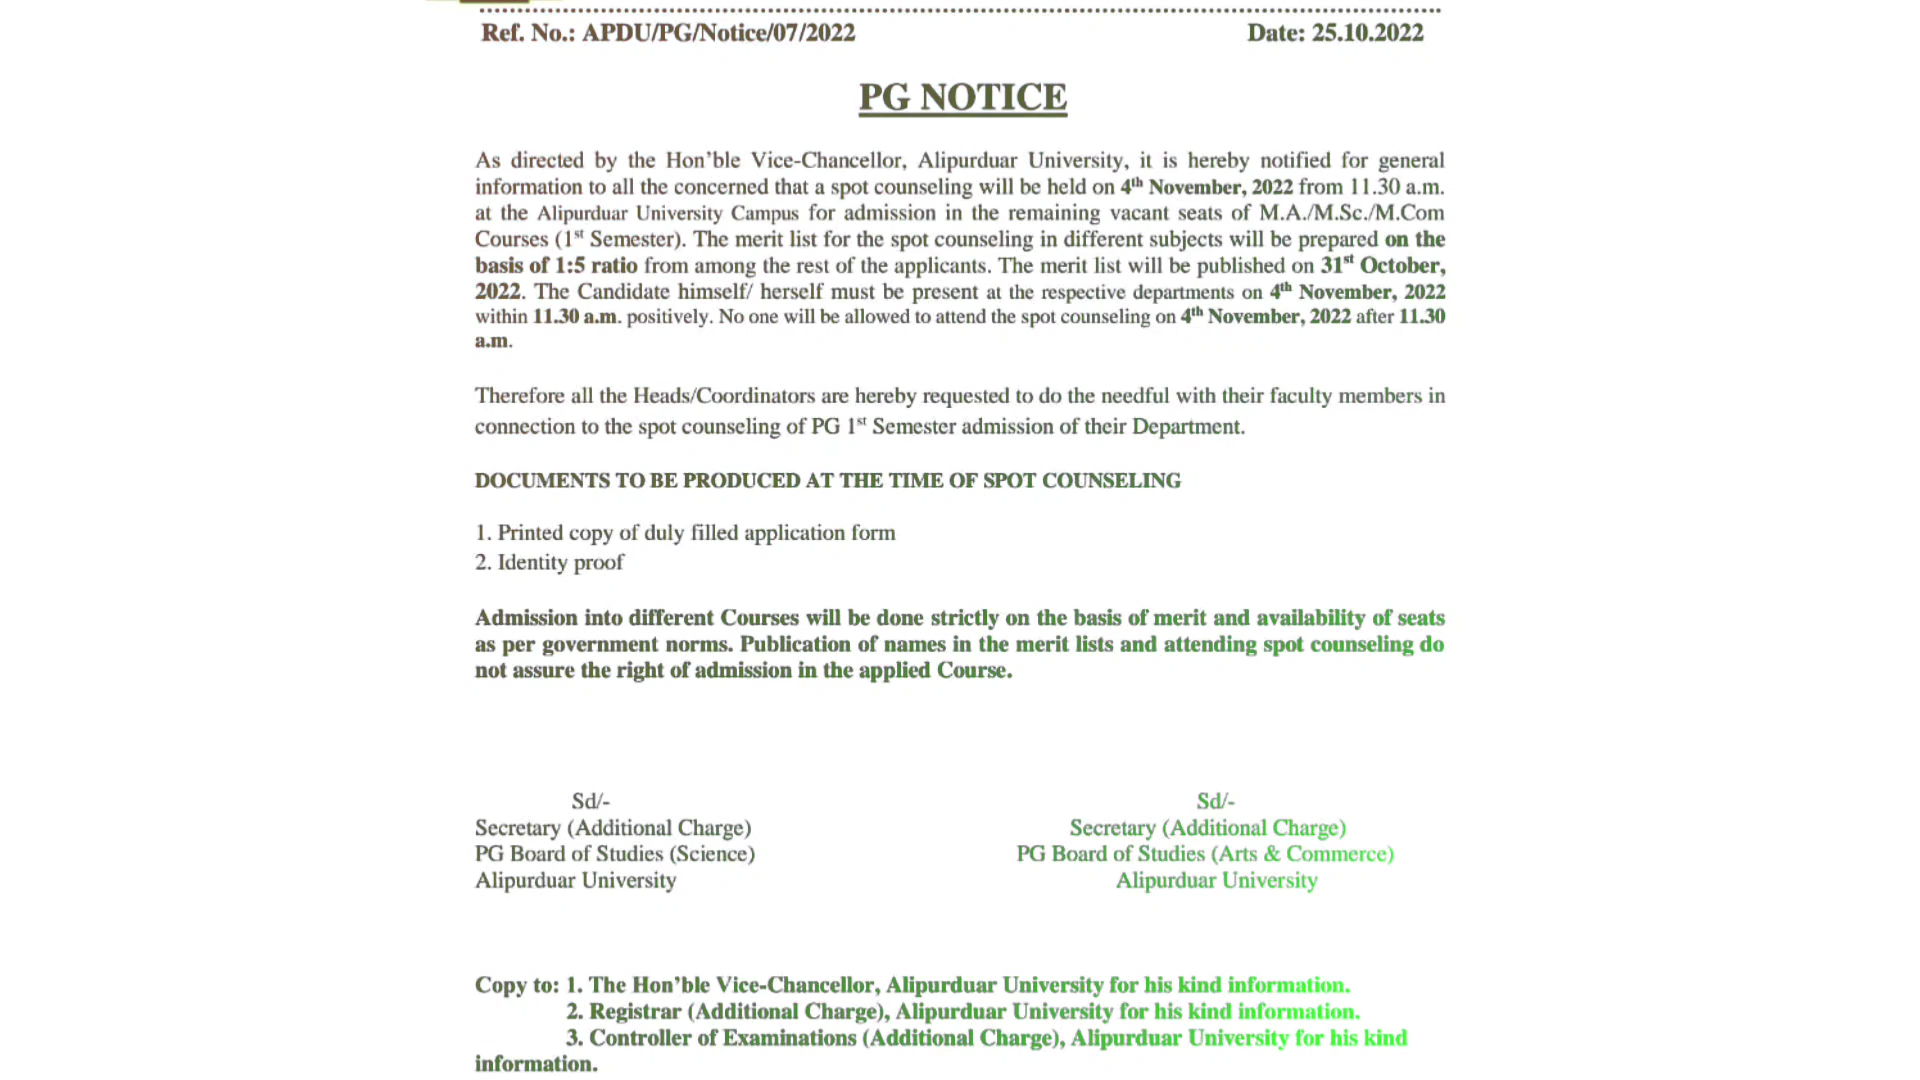 Ref. No.: APDU/PG/Notice/07/2022 Date: 25.10.2022
PG NOTICE
As directed by the Hon’ble Vice-Chancellor, Alipurduar University, it is hereby notified for general
information to all the concerned that a spot counseling will be held on 4th November, 2022 from 11.30 a.m.
at the Alipurduar University Campus for admission in the remaining vacant seats of M.A./M.Sc./M.Com
Courses (1st Semester). The merit list for the spot counseling in different subjects will be prepared on the
basis of 1:5 ratio from among the rest of the applicants. The merit list will be published on 31st October,
2022. The Candidate himself/ herself must be present at the respective departments on 4th November, 2022
within 11.30 a.m. positively. No one will be allowed to attend the spot counseling on 4th November, 2022 after 11.30
a.m.
Therefore all the Heads/Coordinators are hereby requested to do the needful with their faculty members in
connection to the spot counseling of PG 1st Semester admission of their Department.
DOCUMENTS TO BE PRODUCED AT THE TIME OF SPOT COUNSELING
1. Printed copy of duly filled application form
2. Identity proof
Admission into different Courses will be done strictly on the basis of merit and availability of seats
as per government norms. Publication of names in the merit lists and attending spot counseling do
not assure the right of admission in the applied Course.
Sd/-
Secretary (Additional Charge)
PG Board of Studies (Science)
Alipurduar University
Sd/-
Secretary (Additional Charge)
PG Board of Studies (Arts & Commerce)
Alipurduar University
Copy to: 1. The Hon’ble Vice-Chancellor, Alipurduar University for his kind information.
2. Registrar (Additional Charge), Alipurduar University for his kind information.
3. Controller of Examinations (Additional Charge), Alipurduar University for his kind
information.